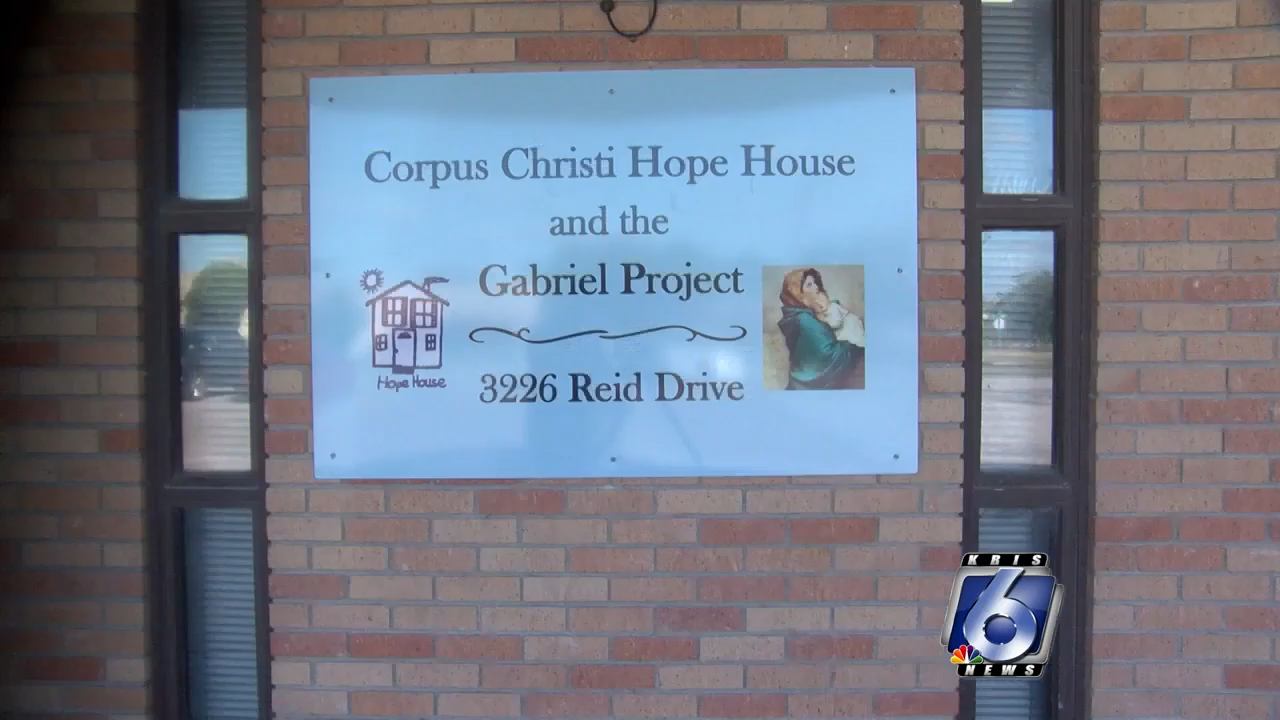 Corpus Christi Hope House
and the
Gabriel Project
3226 Reid Drive
Hope House
KRIS
6
NEWS